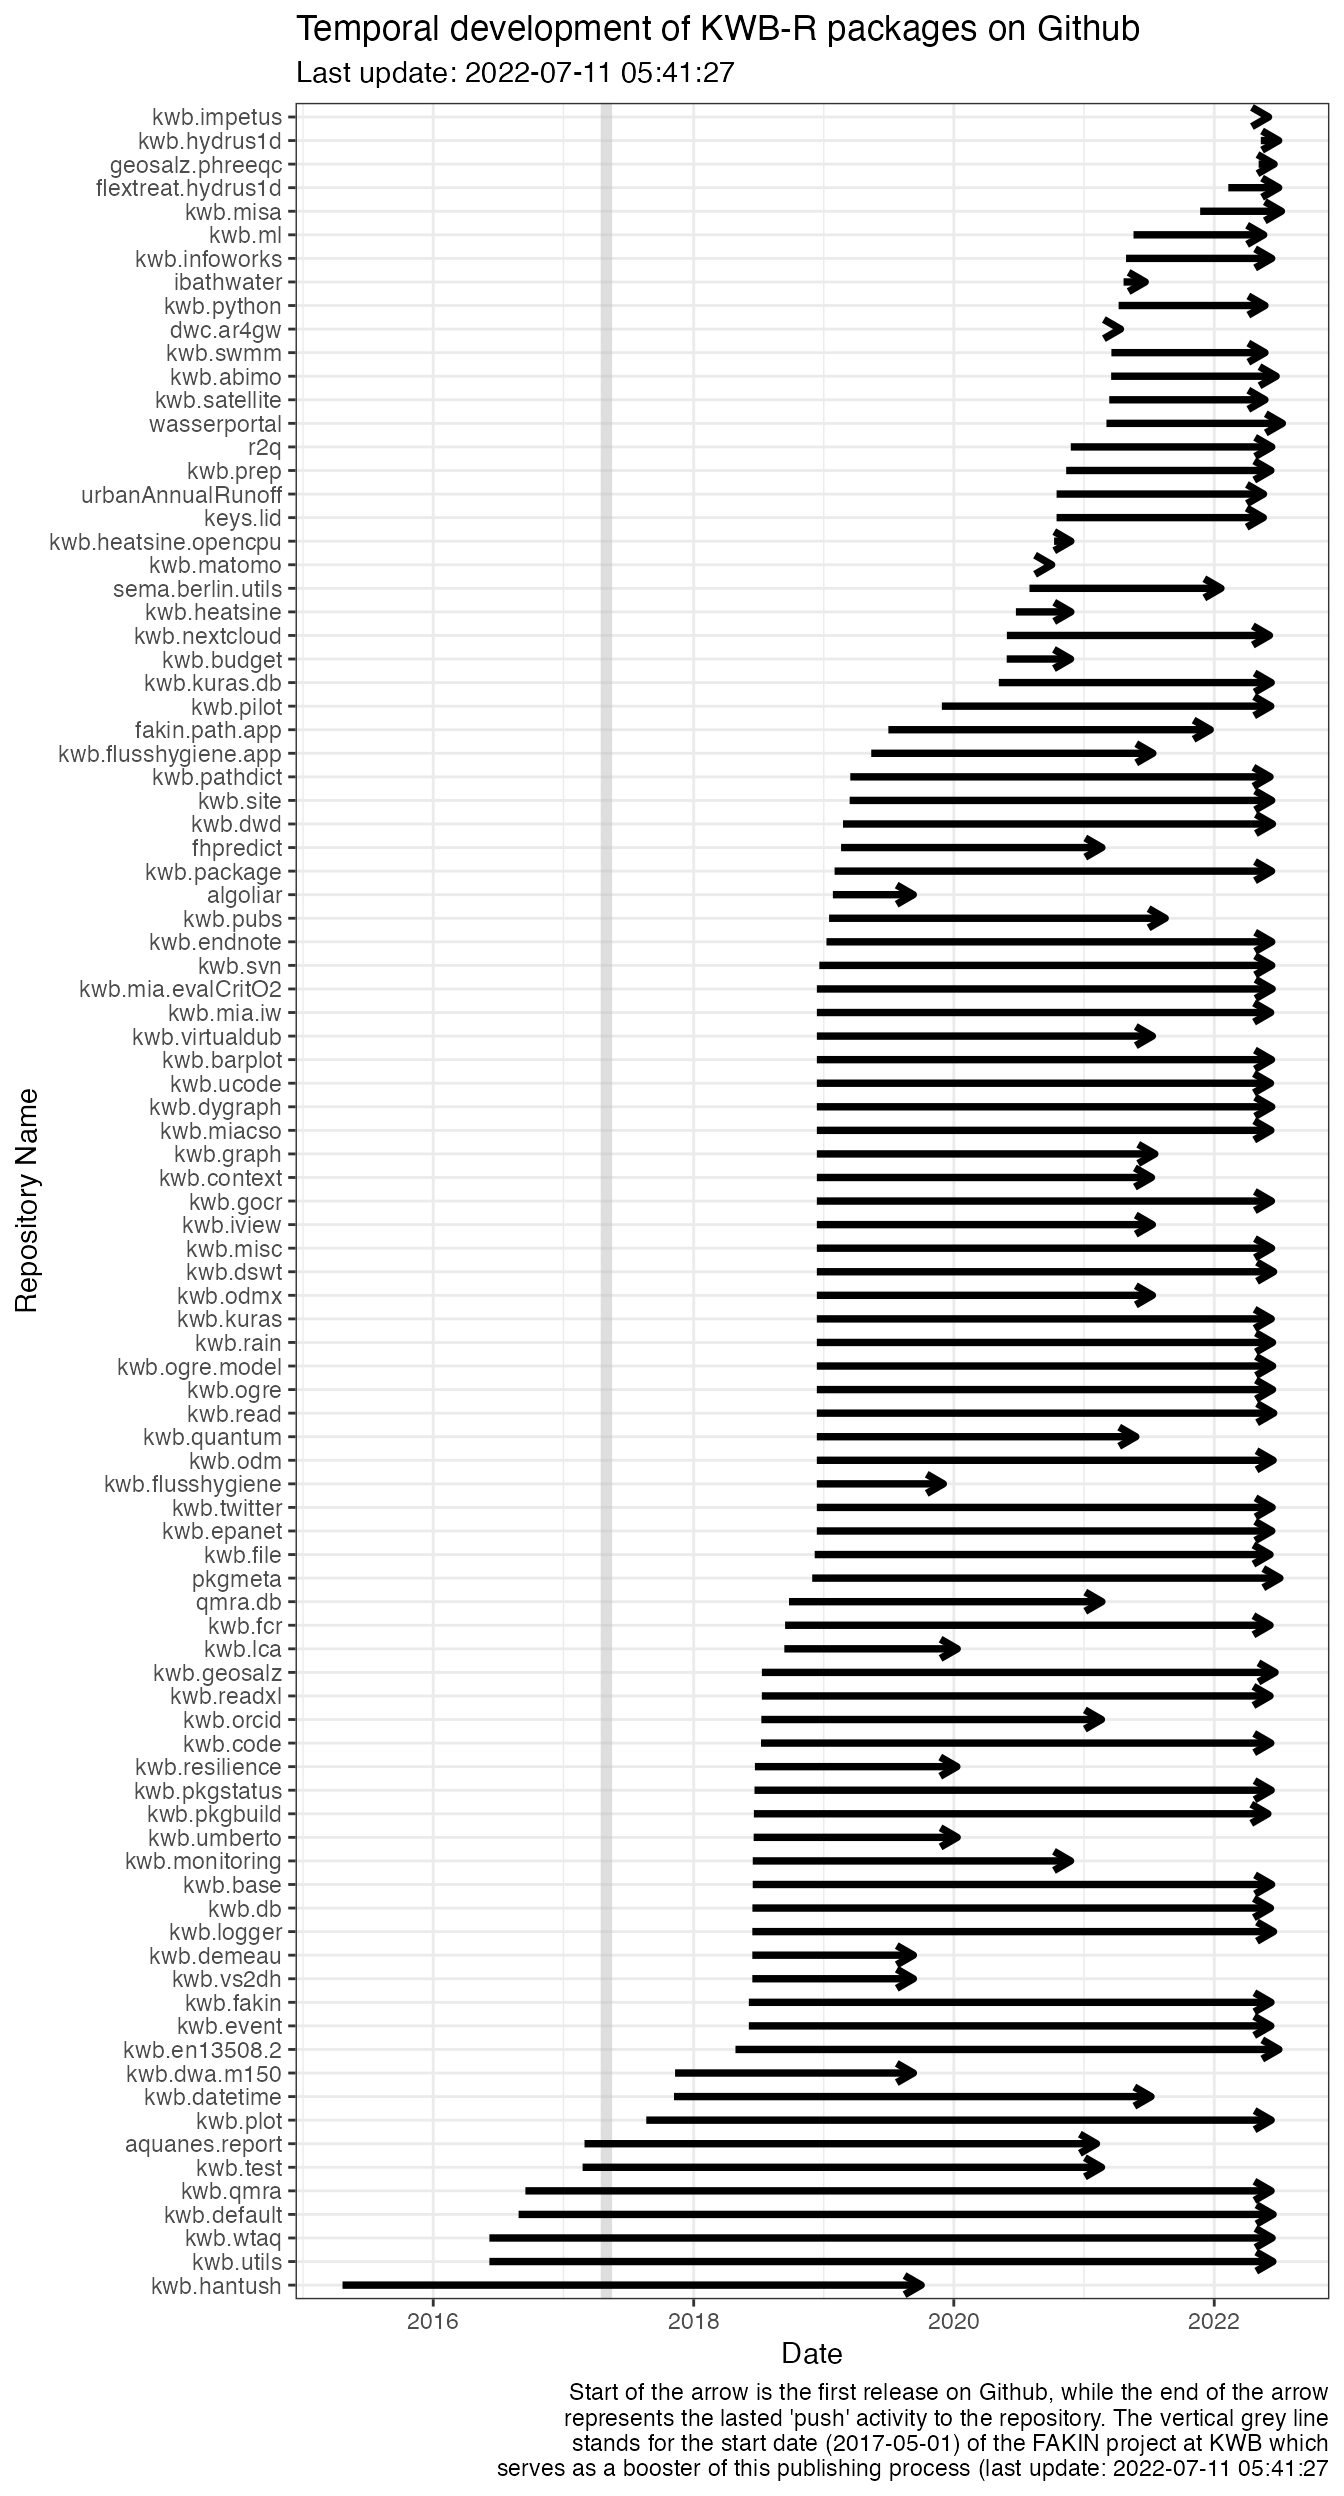 Temporal development of KWB-R packages on Github
Last update: 2022-07-11 05:41:27
kwb.impetus
kwb.hydrus1d
geosalz.phreeqc
flextreat.hydrus1d
kwb.misa
kwb.ml
kwb.infoworks
ibathwater
kwb.python
dwc.ar4gw
kwb.swmm
kwb.abimo
kwb.satellite
wasserportal
r2q
kwb.prep
urbanAnnualRunoff
keys.lid
kwb.heatsine.opencpu
kwb.matomo
sema.berlin.utils
kwb.heatsine
kwb.nextcloud
kwb.budget
kwb.kuras.db
kwb.pilot
fakin.path.app
kwb.flusshygiene.app
kwb.pathdict
kwb.site
kwb.dwd
fhpredict
kwb.package
algoliar
kwb.pubs
kwb.endnote
kwb.svn
kwb.mia.evalCritO2
kwb.mia.iw
kwb.virtualdub
kwb.barplot
kwb.ucode
kwb.dygraph
kwb.miacso
kwb.graph
kwb.context
kwb.gocr
kwb.iview
kwb.misc
kwb.dswt
kwb.odmx
kwb.kuras
kwb.rain
kwb.ogre.model
kwb.ogre
kwb.read
kwb.quantum
kwb.odm
kwb.flusshygiene
kwb.twitter
kwb.epanet
kwb.file
pkgmeta
qmra.db
kwb.fcr
kwb.lca
kwb.geosalz
kwb.readxl
kwb.orcid
kwb.code
kwb.resilience
kwb.pkgstatus
kwb.pkgbuild
kwb.umberto
kwb.monitoring
kwb.base
kwb.db
kwb.logger
kwb.demeau
kwb.vs2dh
kwb.fakin
kwb.event
kwb.en13508.2
kwb.dwa.m150
kwb.datetime
kwb.plot
aquanes.report
kwb.test
kwb.qmra
kwb.default
kwb.wtaq
kwb.utils
kwb.hantush
Repository Name
2016
2018
2020
2022
Date
Start of the arrow is the first release on Github, while the end of the arrow
represents the lasted 'push' activity to the repository. The vertical grey line
stands for the start date (2017-05-01) of the FAKIN project at KWB which
serves as a booster of this publishing process (last update: 2022-07-11 05:41:27